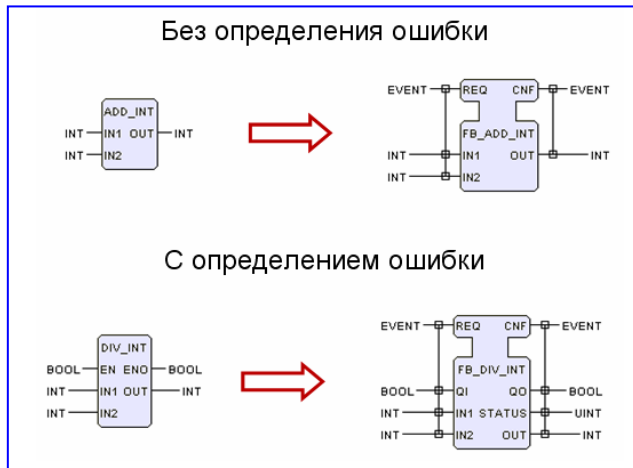 Без определения ошибки
ADD_INT
INT IN1 OUT INT
INT IN2
EVENT REQ CNF EVENT
FB_ADD_INT
INT IN1 OUT INT
INT IN2
С определением ошибки
DIV_INT
BOOL EN ENO BOOL
INT IN1 OUT INT
INT IN2
EVENT REQ CNF EVENT
FB_DIV_INT
BOOL QI QO BOOL
INT IN1 STATUS UINT
INT IN2 OUT INT